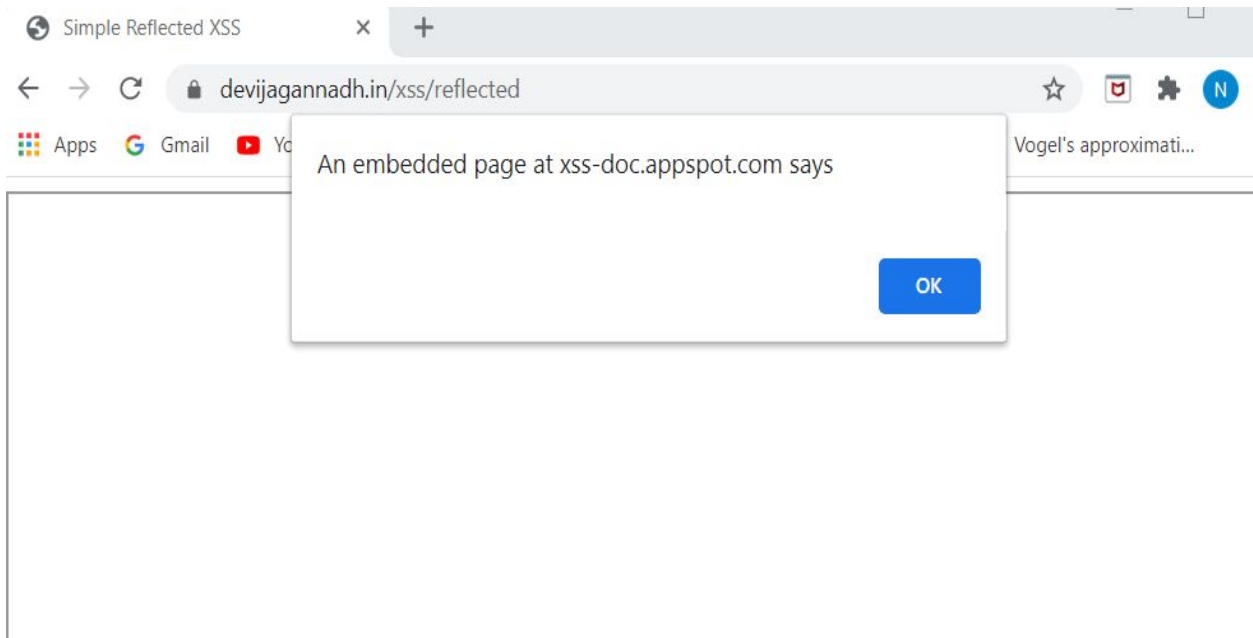 Simple Reflected XSS
devijagannadh.in/xss/reflected
N
Apps Gmail Yo
Vogel's approximati...
An embedded page at xss-doc.appspot.com says
OK